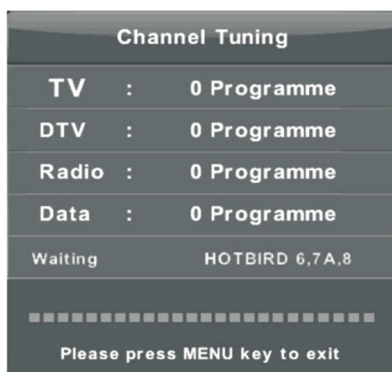 Channel Tuning
TV : 0 Programme
DTV : 0 Programme
Radio : 0 Programme
Data : 0 Programme
Waiting HOTBIRD 6,7A,8
Please press MENU key to exit